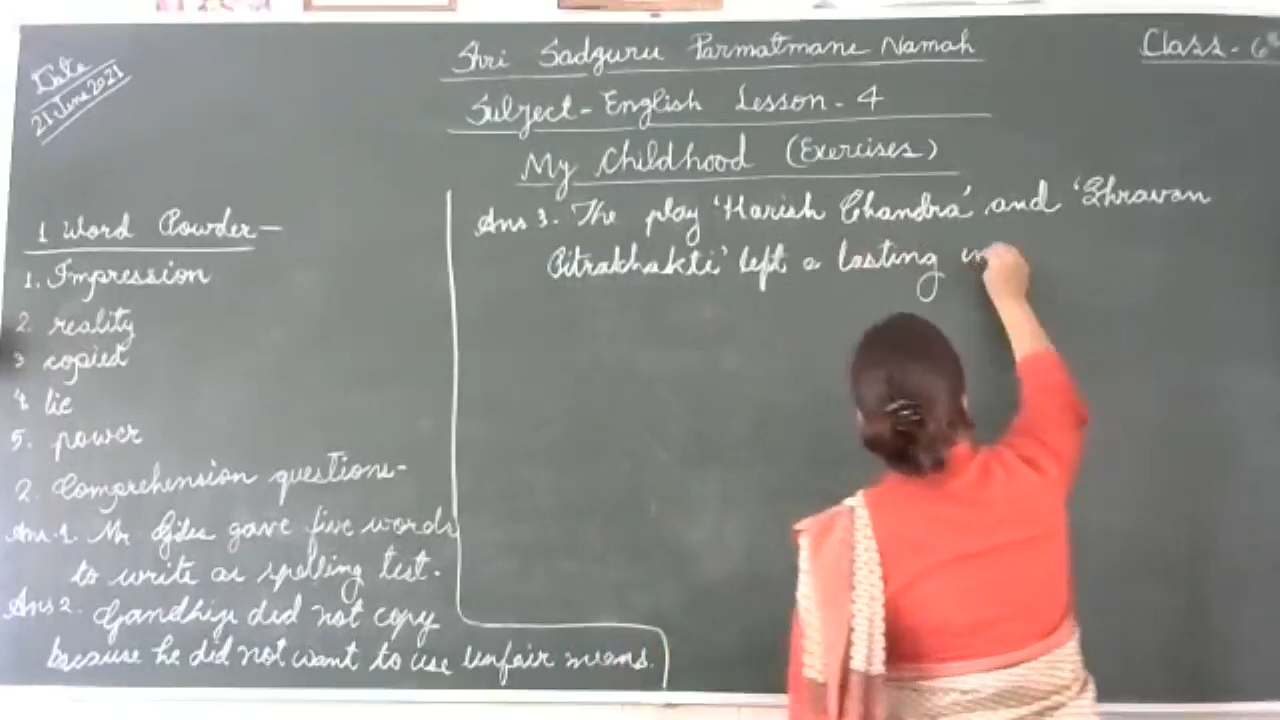 Date
21 June 2021
Shri Sadguru Parmatmane Namah
Class - 6th
Subject - English Lesson - 4
My Childhood (Exercises)
1 Word Powder -
1. Impression
2. reality
3 copied
4. lie
5. power
2. Comprehension questions -
Ans. 1. Mr Giles gave five words
to write as spelling test.
Ans 2. Gandhiji did not copy
because he did not want to use unfair means.
Ans 3. The play 'Harish Chandra' and 'Shravan
Pitrabhakti' left a lasting